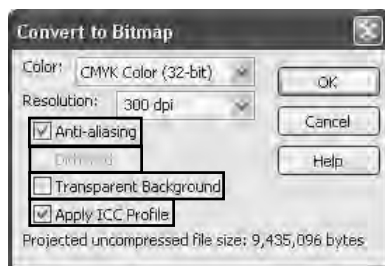 Convert to Bitmap
Color: CMYK Color (32-bit)
OK
Resolution: 300 dpi
Cancel
Anti-aliasing
Dithered
Help
Transparent Background
Apply ICC Profile
Projected uncompressed file size: 9,435,096 bytes